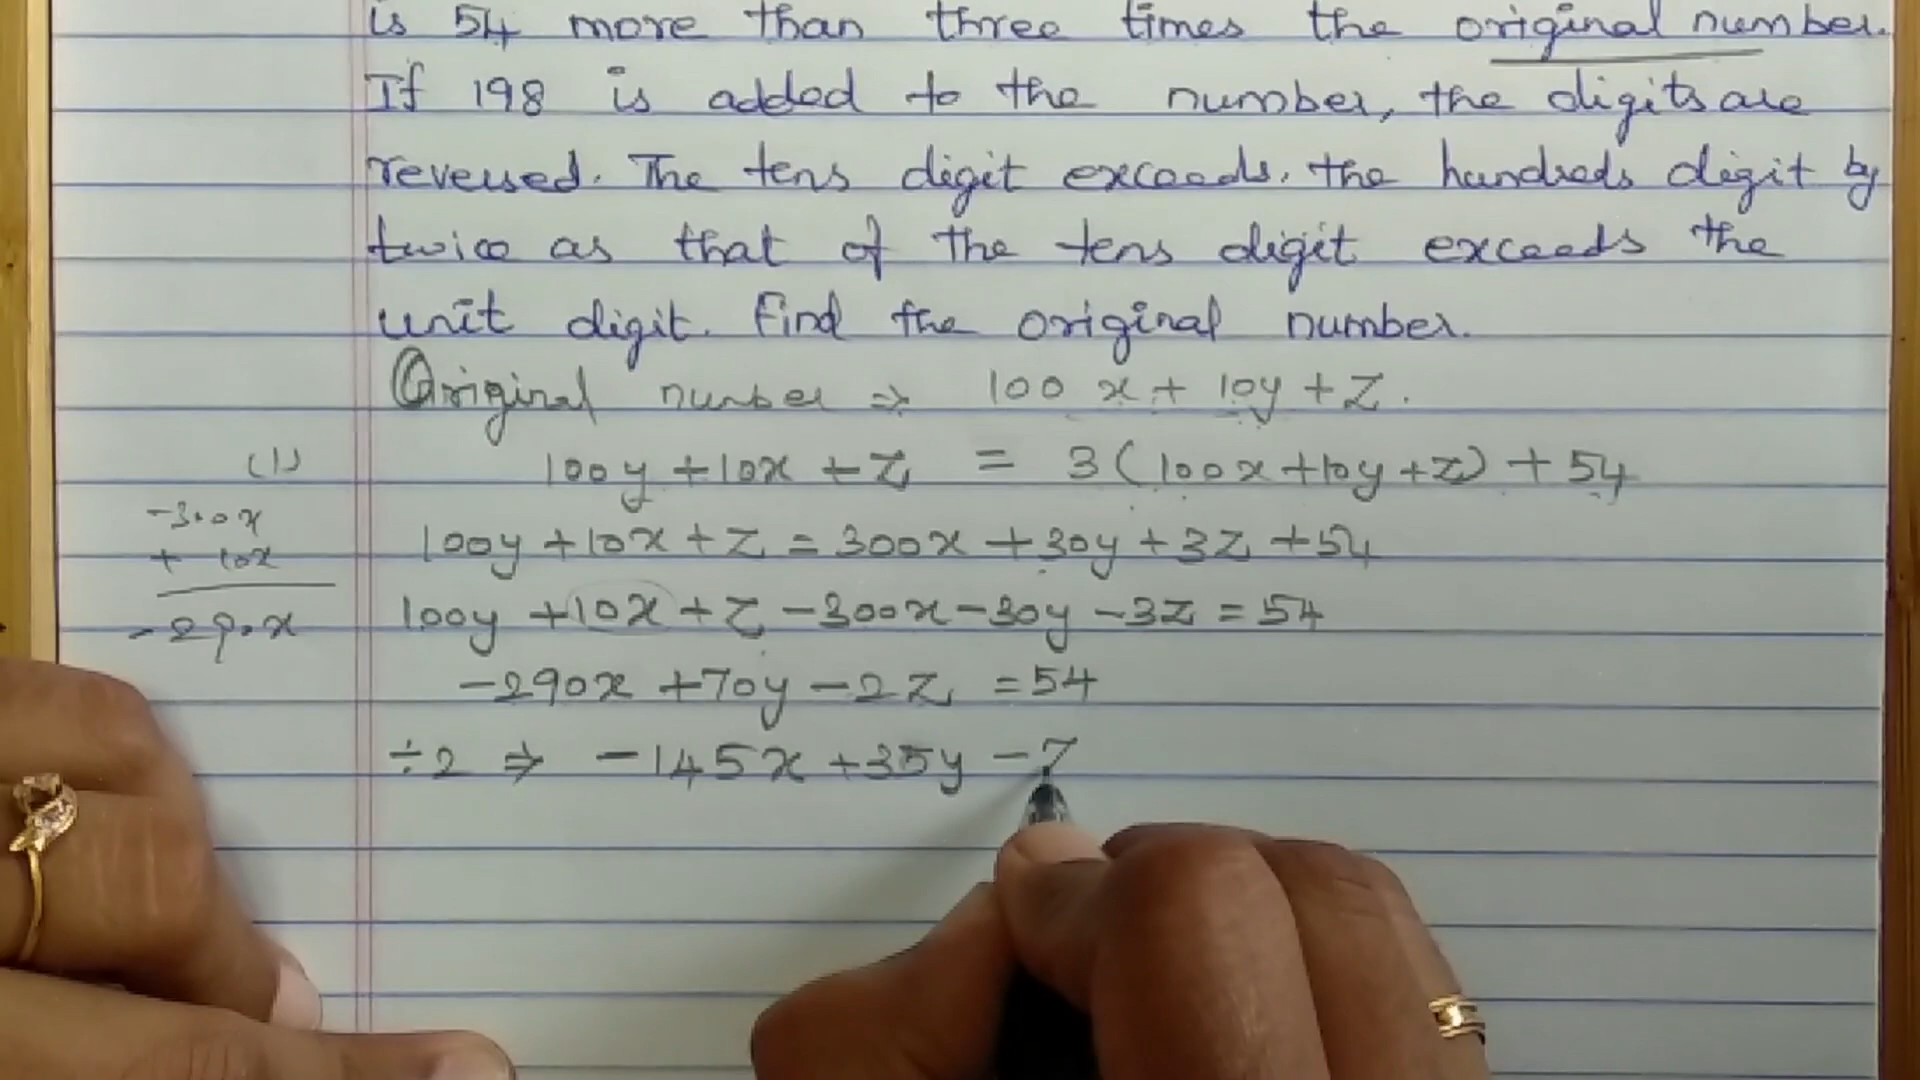 is 54 more than three times the original number.
If 198 is added to the number, the digits are
reversed. The tens digit exceeds. the hundreds digit by
twice as that of the tens digit exceeds the
unit digit. Find the original number.
Original number ⇒ 100x + 10y + z.
(1) 100y + 10x + z = 3(100x + 10y + z) + 54
-300x
100y + 10x + z = 300x + 30y + 3z + 54
+ 10x
100y + 10x + z - 300x - 30y - 3z = 54
-290x
-290x + 70y - 2z = 54
÷2 ⇒ -145x + 35y - z